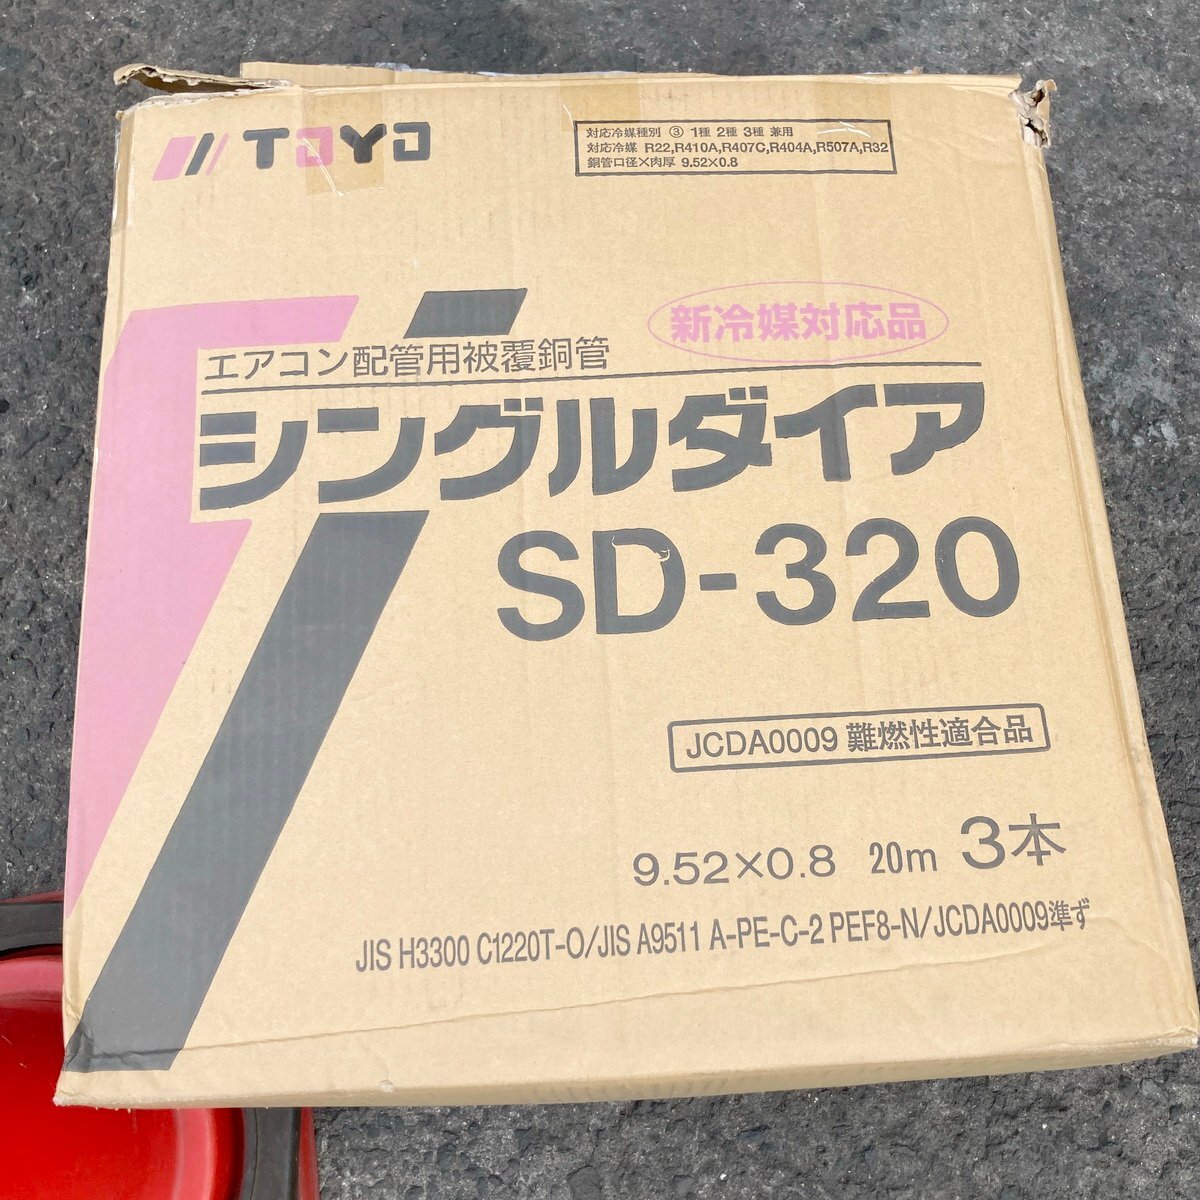 TOYO
対応冷媒種別 ③ 1種 2種 3種 兼用
対応冷媒 R22,R410A,R407C,R404A,R507A,R32
銅管口径×肉厚 9.52×0.8
新冷媒対応品
エアコン配管用被覆銅管
シングルダイア
SD-320
JCDA0009 難燃性適合品
9.52×0.8 20m 3本
JIS H3300 C1220T-O/JIS A9511 A-PE-C-2 PEF8-N/JCDA0009準ず